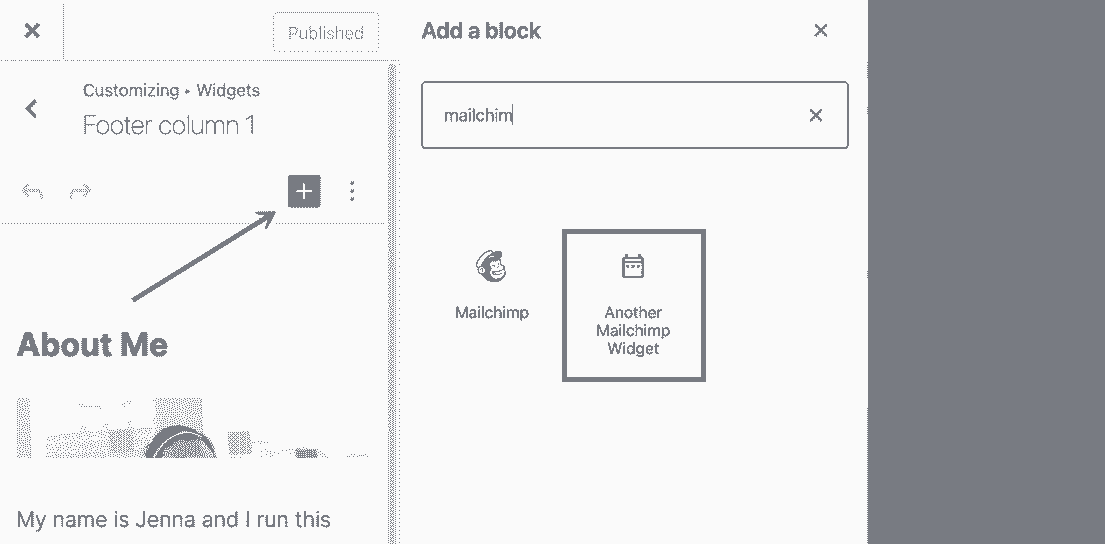 Published
Customizing • Widgets
Footer column 1
About Me
My name is Jenna and I run this
Add a block
mailchim
Mailchimp
Another
Mailchimp
Widget